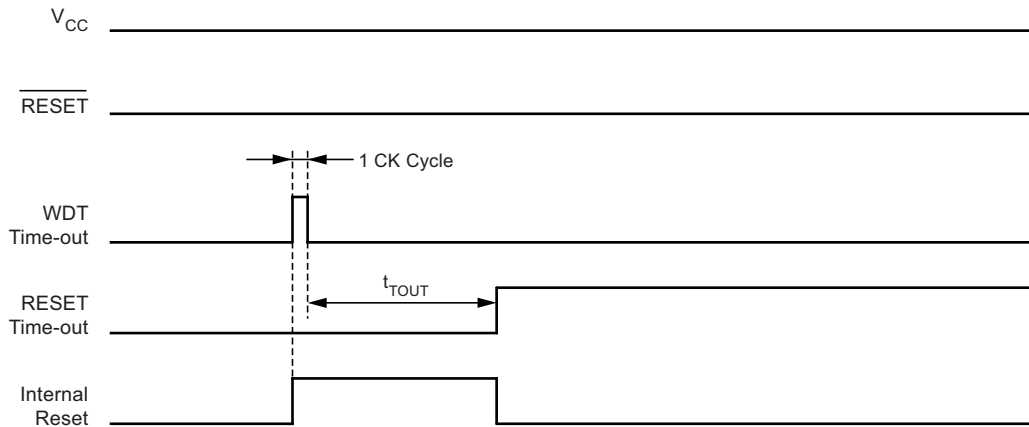 VCC
RESET
1 CK Cycle
WDT
Time-out
RESET
Time-out
tTOUT
Internal
Reset